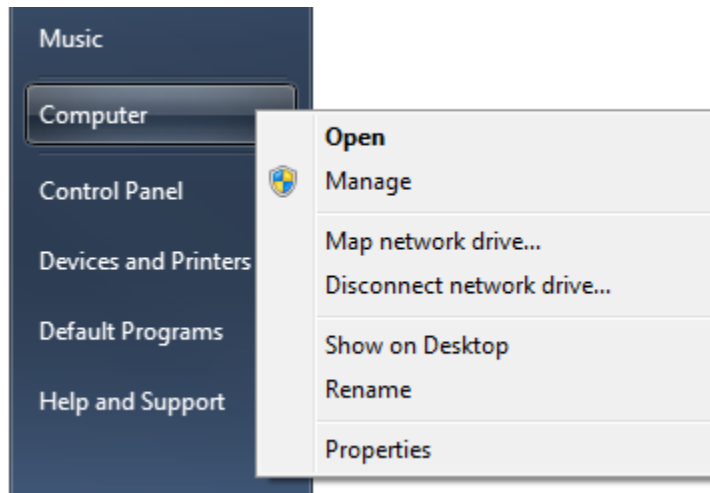 Music
Computer
Control Panel
Devices and Printers
Default Programs
Help and Support
Open
Manage
Map network drive...
Disconnect network drive...
Show on Desktop
Rename
Properties